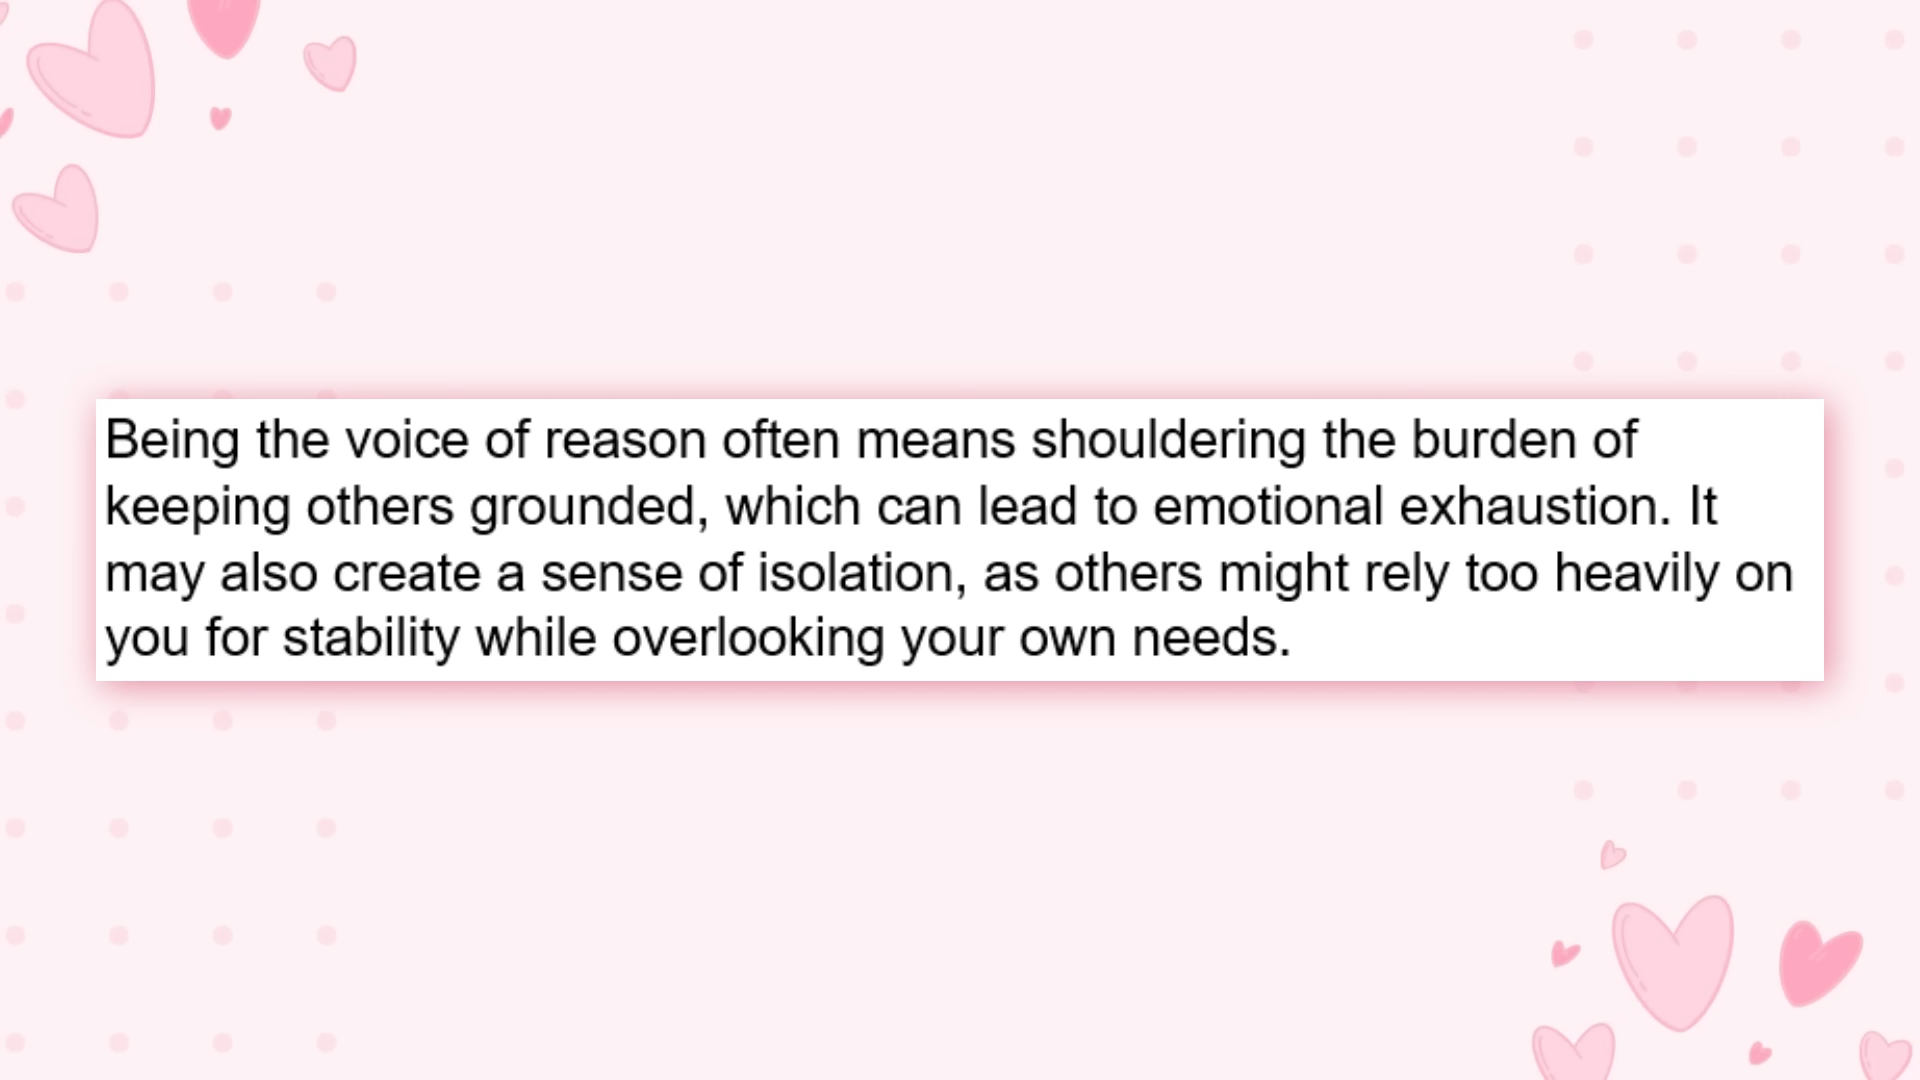 Being the voice of reason often means shouldering the burden of
keeping others grounded, which can lead to emotional exhaustion. It
may also create a sense of isolation, as others might rely too heavily on
you for stability while overlooking your own needs.